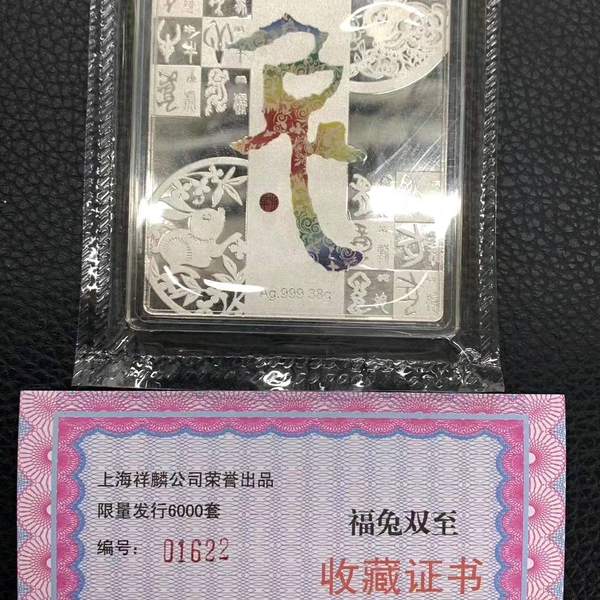 兔
Ag.999 38g
上海祥麟公司荣誉出品
限量发行6000套
福兔双至
编号: 01622
收藏证书